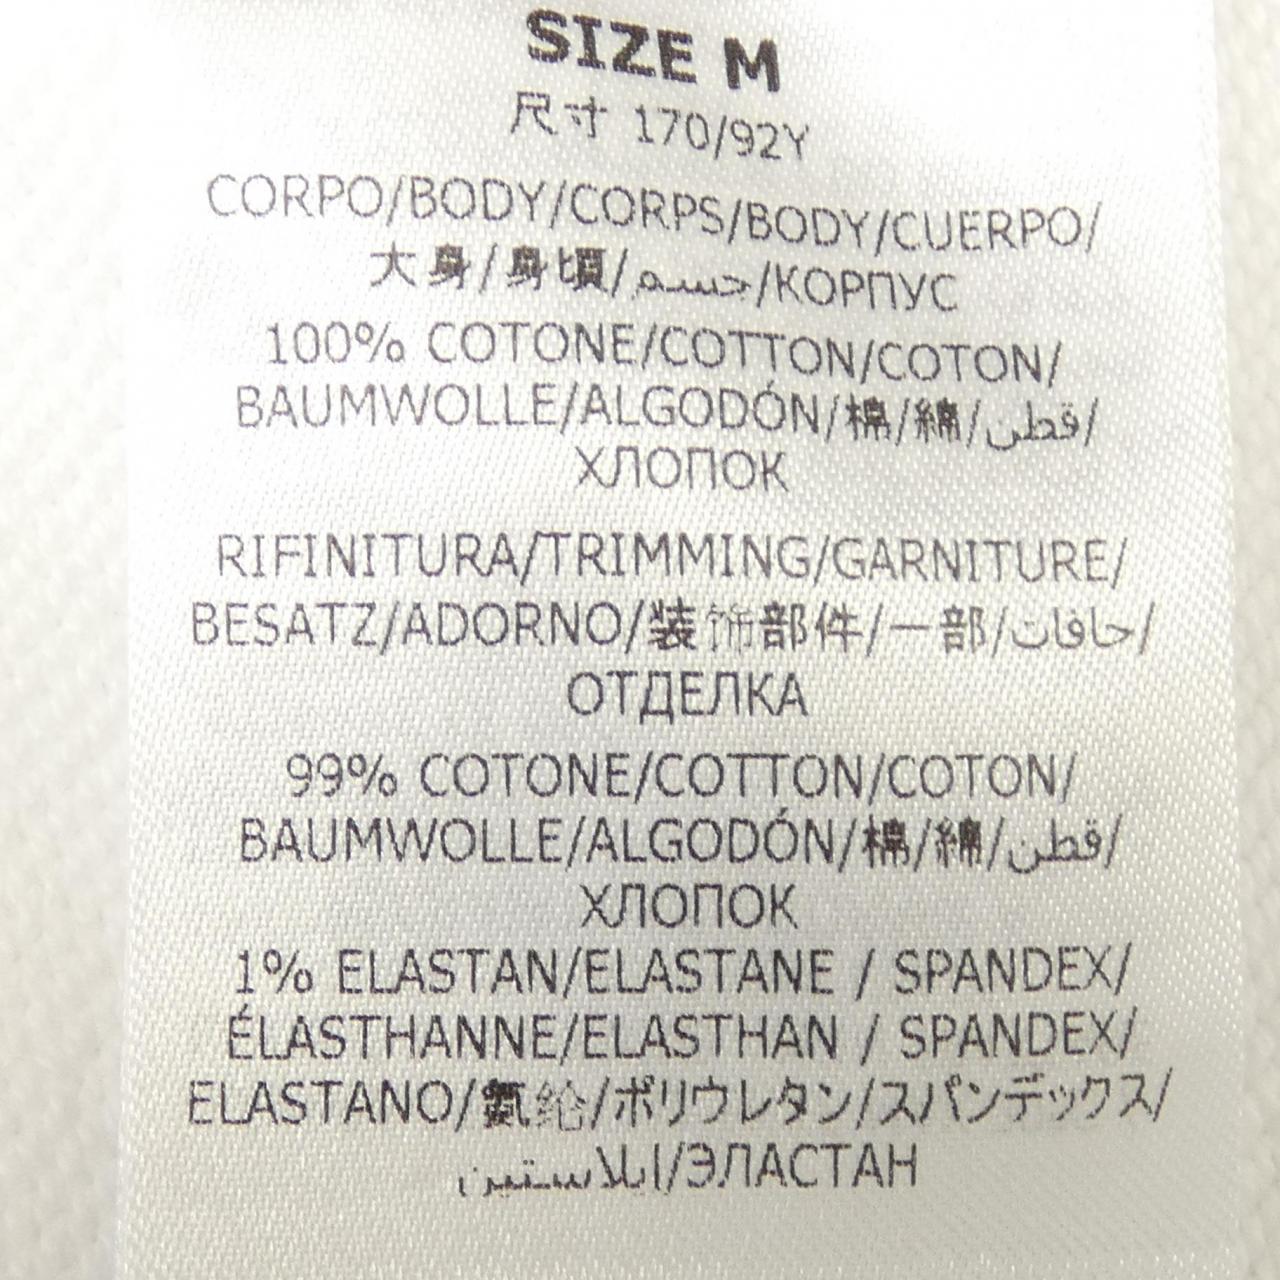 SIZE M
尺寸 170/92Y
CORPO/BODY/CORPS/BODY/CUERPO/
大身/身頃/جسم/КОРПУС
100% COTONE/COTTON/COTON/
BAUMWOLLE/ALGODÓN/棉/綿/قطن/
ХЛОПОК
RIFINITURA/TRIMMING/GARNITURE/
BESATZ/ADORNO/装饰部件/一部/حافات/
ОТДЕЛКА
99% COTONE/COTTON/COTON/
BAUMWOLLE/ALGODÓN/棉/綿/قطن/
ХЛОПОК
1% ELASTAN/ELASTANE / SPANDEX/
ÉLASTHANNE/ELASTHAN / SPANDEX/
ELASTANO/氨纶/ポリウレタン/スパンデックス/
ايلاستين/ЭЛАСТАН